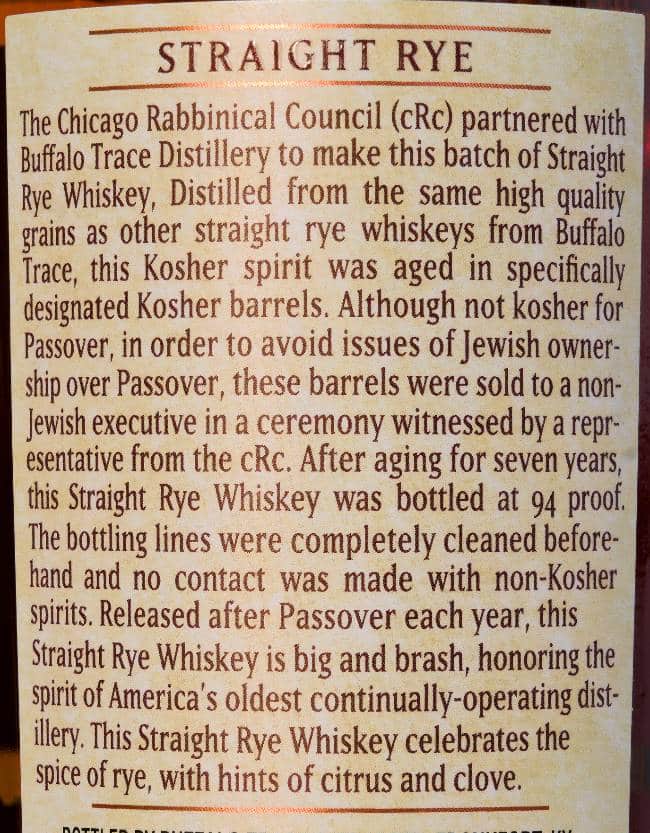 STRAIGHT RYE
The Chicago Rabbinical Council (cRc) partnered with
Buffalo Trace Distillery to make this batch of Straight
Rye Whiskey, Distilled from the same high quality
grains as other straight rye whiskeys from Buffalo
Trace, this Kosher spirit was aged in specifically
designated Kosher barrels. Although not kosher for
Passover, in order to avoid issues of Jewish owner-
ship over Passover, these barrels were sold to a non-
Jewish executive in a ceremony witnessed by a repr-
esentative from the cRc. After aging for seven years,
this Straight Rye Whiskey was bottled at 94 proof.
The bottling lines were completely cleaned before-
hand and no contact was made with non-Kosher
spirits. Released after Passover each year, this
Straight Rye Whiskey is big and brash, honoring the
spirit of America's oldest continually-operating dist-
illery. This Straight Rye Whiskey celebrates the
spice of rye, with hints of citrus and clove.
BOTTLED BY